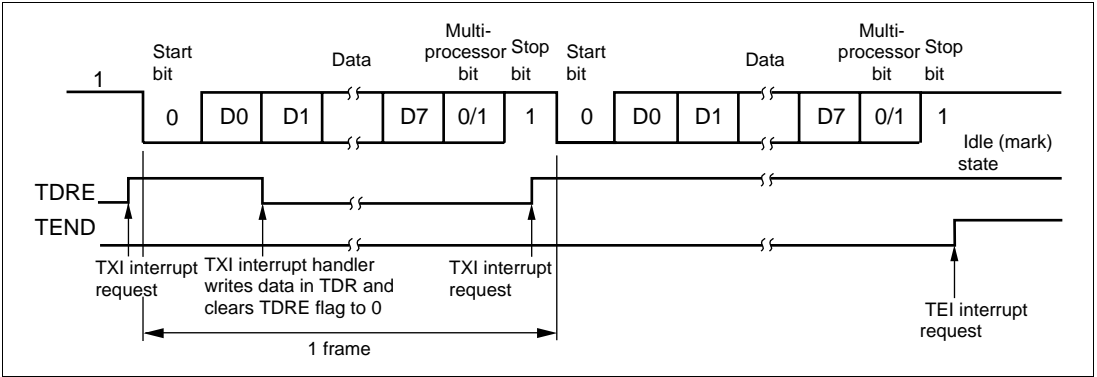 Start bit
Data
Multi-processor bit
Stop bit
Start bit
Data
Multi-processor bit
Stop bit
1
0
D0
D1
D7
0/1
1
0
D0
D1
D7
0/1
1
Idle (mark) state
TDRE
TEND
TXI interrupt request
TXI interrupt handler writes data in TDR and clears TDRE flag to 0
TXI interrupt request
TEI interrupt request
1 frame